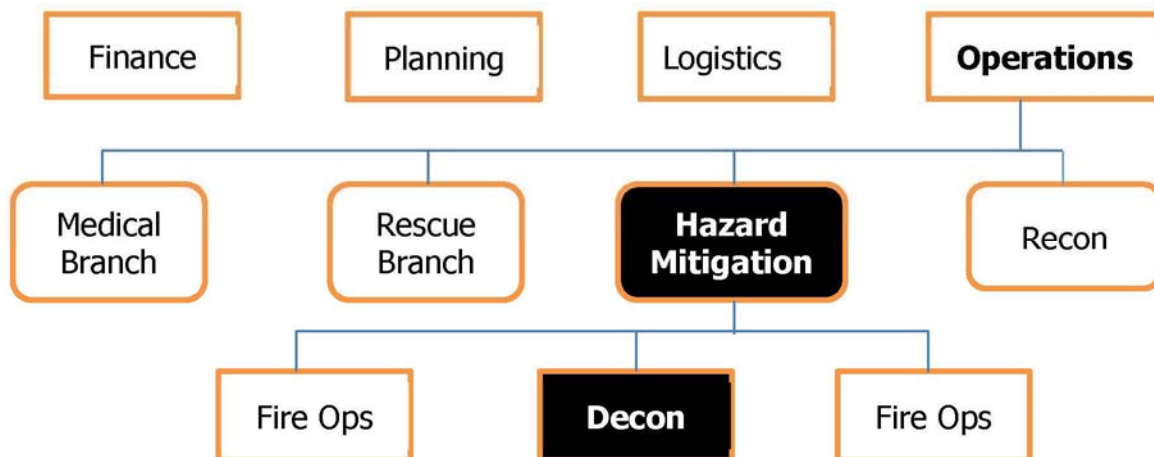 Finance
Planning
Logistics
Operations
Medical
Branch
Rescue
Branch
Hazard
Mitigation
Recon
Fire Ops
Decon
Fire Ops